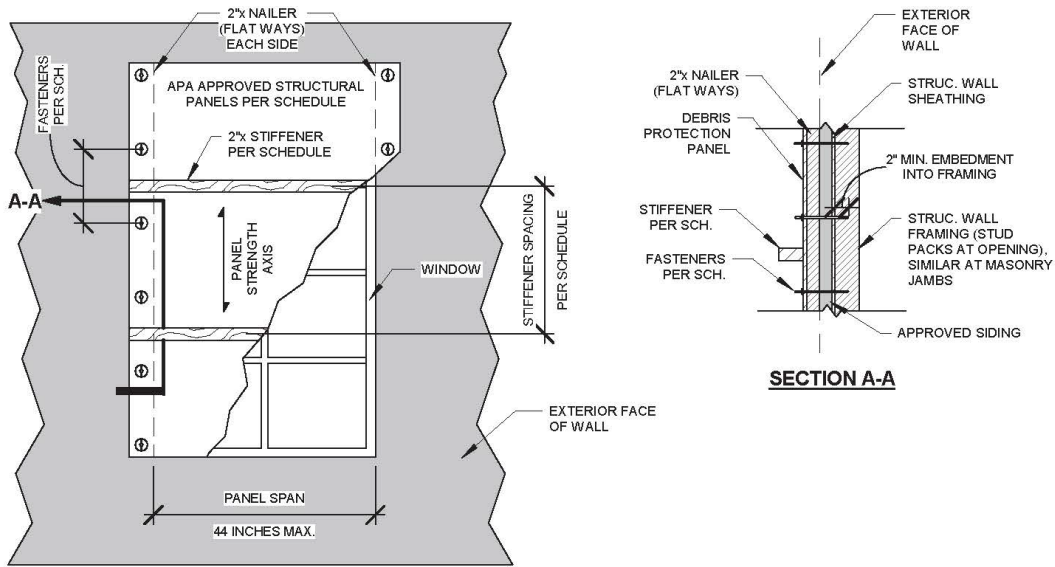 2"x NAILER
(FLAT WAYS)
EACH SIDE
FASTENERS
PER SCH.
APA APPROVED STRUCTURAL
PANELS PER SCHEDULE
2"x STIFFENER
PER SCHEDULE
A-A
PANEL
STRENGTH
AXIS
WINDOW
STIFFENER SPACING
PER SCHEDULE
EXTERIOR FACE
OF WALL
PANEL SPAN
44 INCHES MAX.
EXTERIOR
FACE OF
WALL
2"x NAILER
(FLAT WAYS)
STRUC. WALL
SHEATHING
DEBRIS
PROTECTION
PANEL
2" MIN. EMBEDMENT
INTO FRAMING
STIFFENER
PER SCH.
STRUC. WALL
FRAMING (STUD
PACKS AT OPENING),
SIMILAR AT MASONRY
JAMBS
FASTENERS
PER SCH.
APPROVED SIDING
SECTION A-A